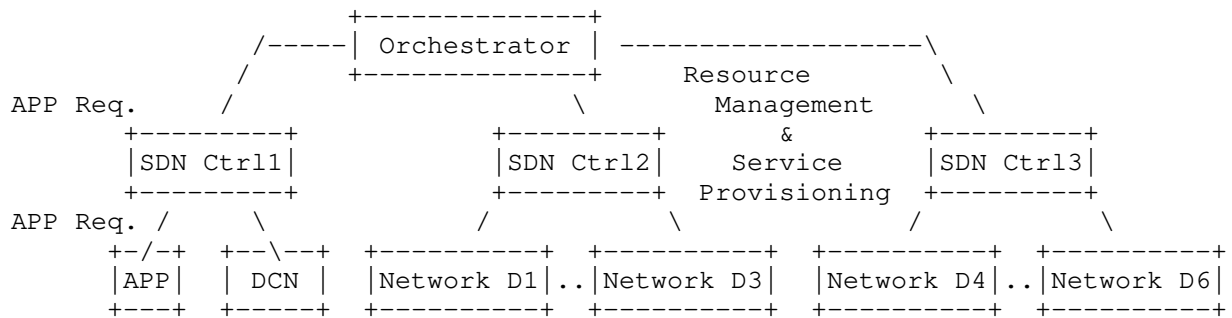 Orchestrator
Resource
APP Req. Management
&
SDN Ctrl1 SDN Ctrl2 Service SDN Ctrl3
Provisioning
APP Req.
APP DCN Network D1 .. Network D3 Network D4 .. Network D6